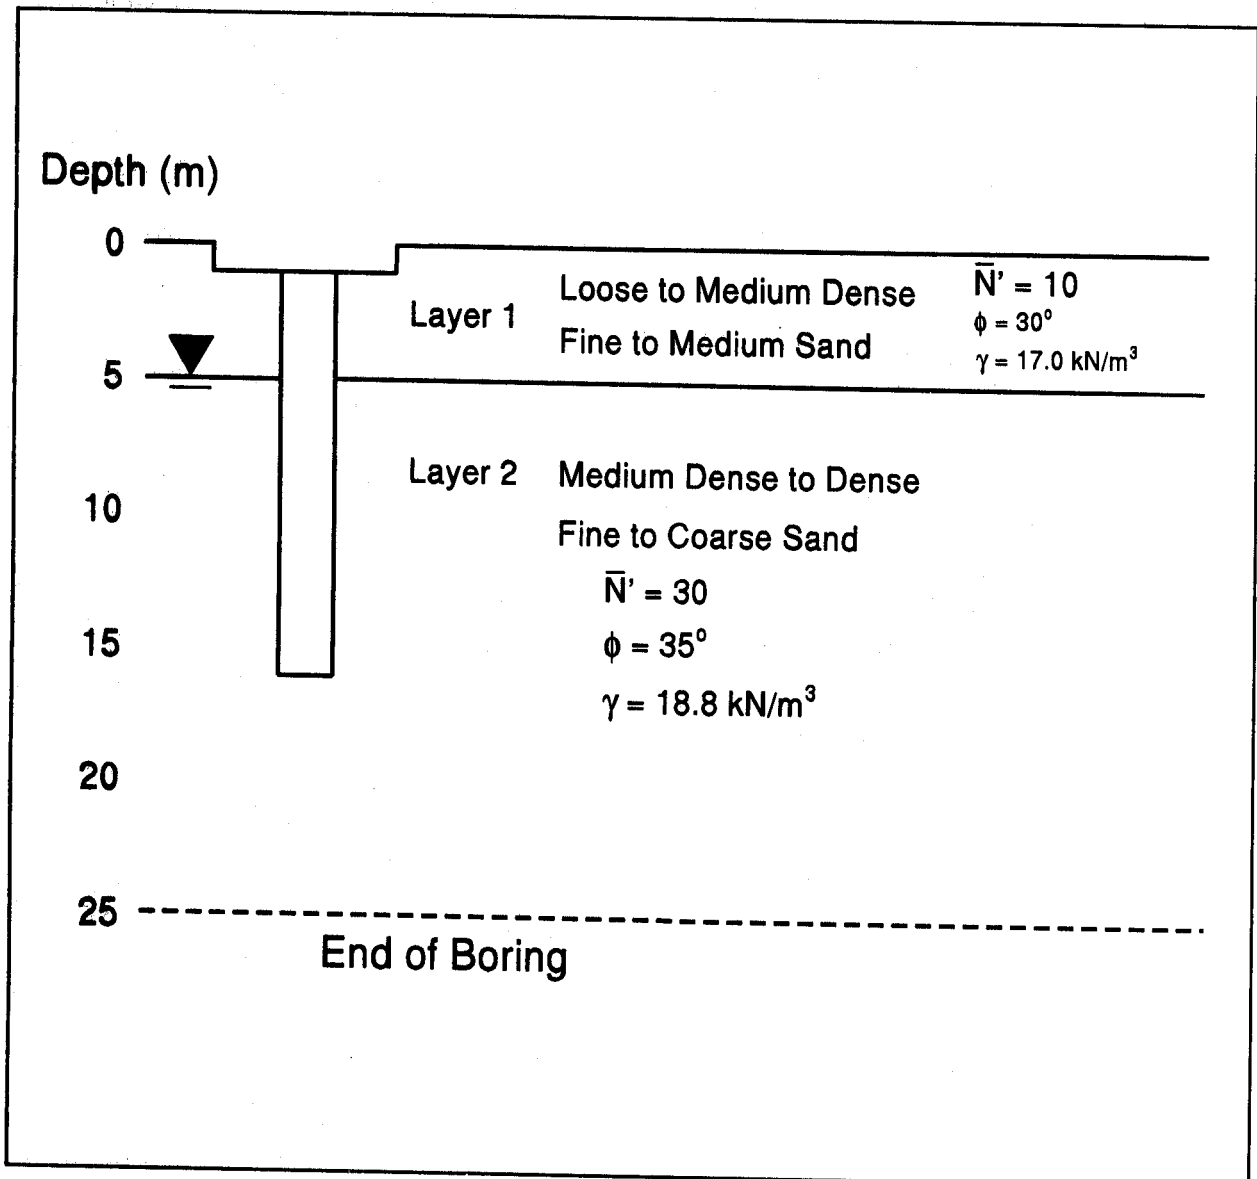 Depth (m)
0
Layer 1
Loose to Medium Dense
Fine to Medium Sand
N̅' = 10
ϕ = 30⁰
γ = 17.0 kN/m³
5
Layer 2
Medium Dense to Dense
Fine to Coarse Sand
N̅' = 30
ϕ = 35⁰
γ = 18.8 kN/m³
10
15
20
25
End of Boring